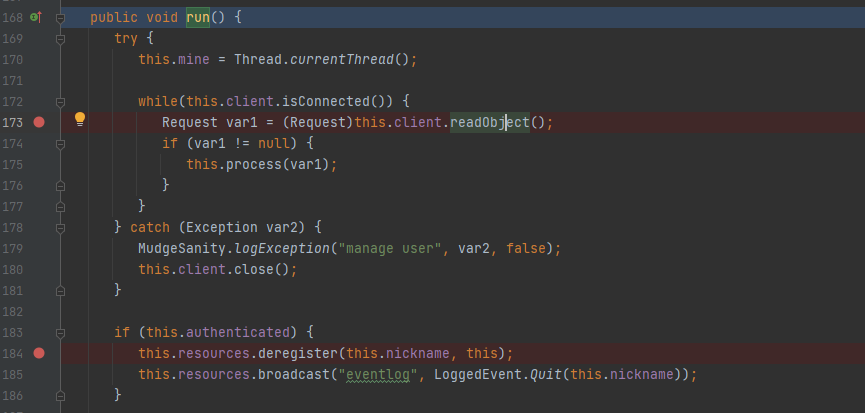 168 public void run() {
169 try {
170 this.mine = Thread.currentThread();
171
172 while(this.client.isConnected()) {
173 Request var1 = (Request)this.client.readObject();
174 if (var1 != null) {
175 this.process(var1);
176 }
177 }
178 } catch (Exception var2) {
179 MudgeSanity.logException("manage user", var2, false);
180 this.client.close();
181 }
182
183 if (this.authenticated) {
184 this.resources.deregister(this.nickname, this);
185 this.resources.broadcast("eventlog", LoggedEvent.Quit(this.nickname));
186 }